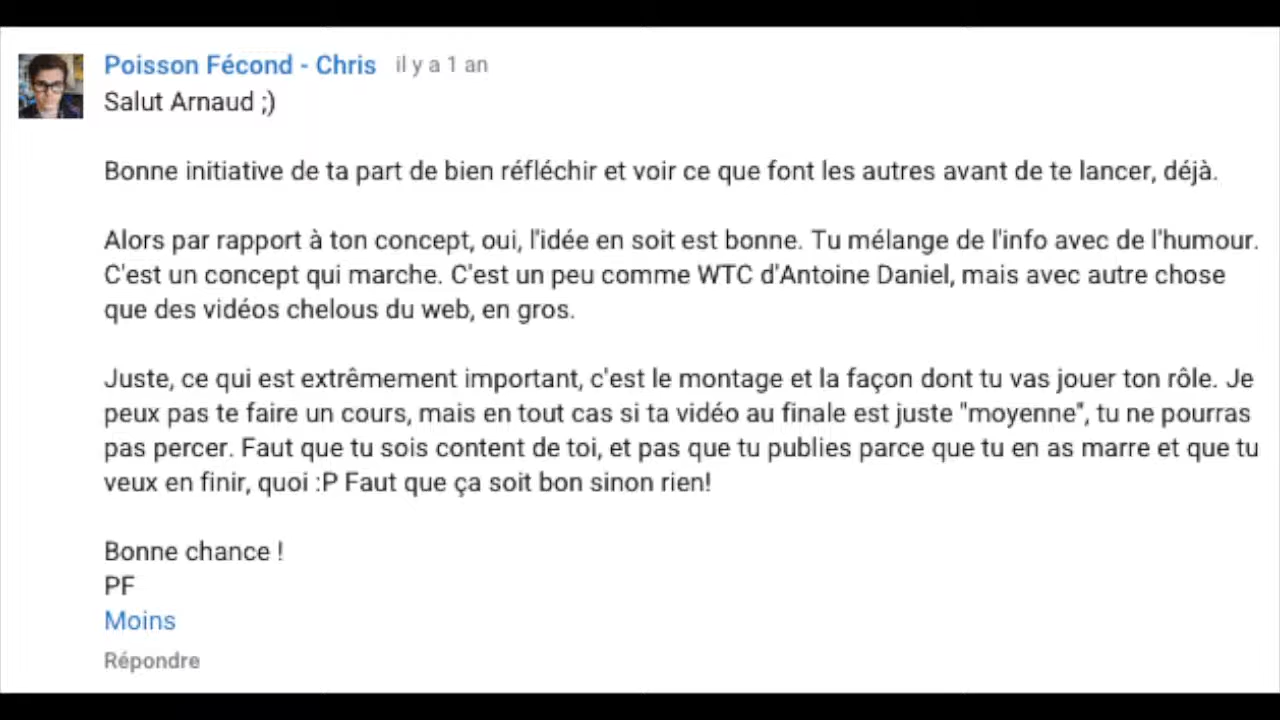 Poisson Fécond - Chris il y a 1 an
Salut Arnaud ;)
Bonne initiative de ta part de bien réfléchir et voir ce que font les autres avant de te lancer, déjà.
Alors par rapport à ton concept, oui, l'idée en soit est bonne. Tu mélange de l'info avec de l'humour.
C'est un concept qui marche. C'est un peu comme WTC d'Antoine Daniel, mais avec autre chose
que des vidéos chelous du web, en gros.
Juste, ce qui est extrêmement important, c'est le montage et la façon dont tu vas jouer ton rôle. Je
peux pas te faire un cours, mais en tout cas si ta vidéo au finale est juste "moyenne", tu ne pourras
pas percer. Faut que tu sois content de toi, et pas que tu publies parce que tu en as marre et que tu
veux en finir, quoi :P Faut que ça soit bon sinon rien!
Bonne chance !
PF
Moins
Répondre